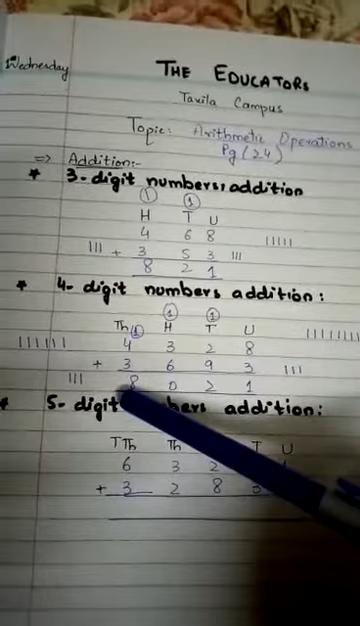 Wednesday
THE EDUCATORS
Taxila Campus
Topic: Arithmetic Operations
Pg (24)
=> Addition:-
* 3-digit numbers: addition
1 1
H T U
4 6 8
+ 3 5 3
8 2 1
* 4-digit numbers addition:
1 1 1
Th H T U
4 3 2 8
+ 3 6 9 3
8 0 2 1
* 5-digit addition:
T Th Th T U
6 3 2
+ 3 2 8